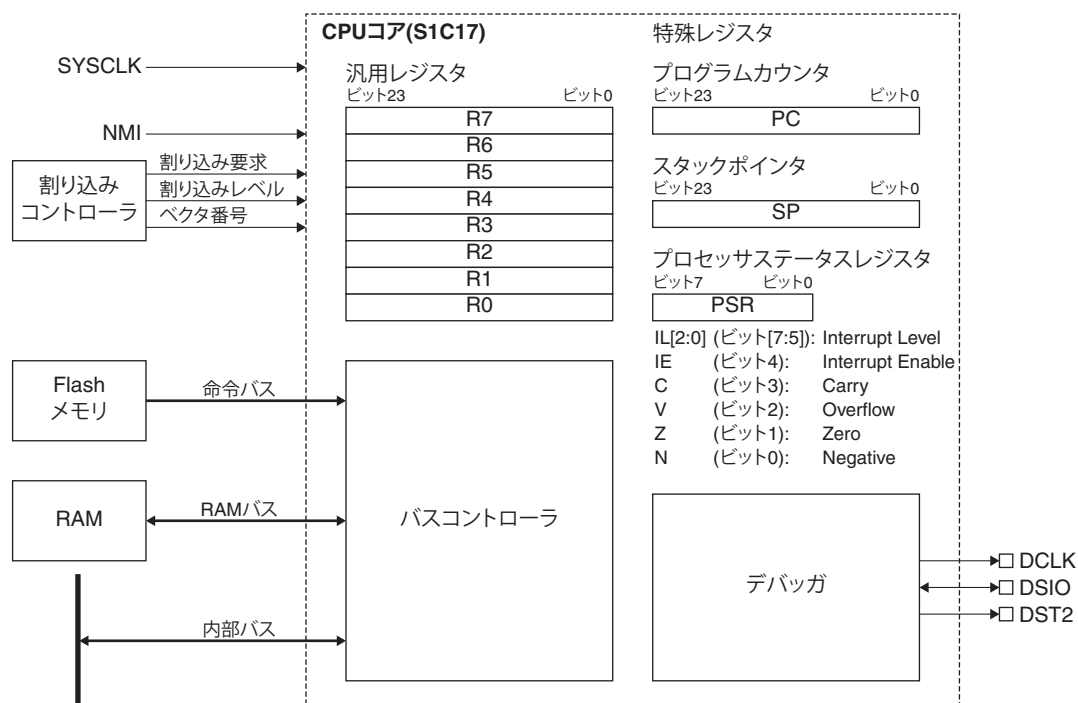 CPUコア(S1C17)
特殊レジスタ
SYSCLK
NMI
割り込み
コントローラ
割り込み要求
割り込みレベル
ベクタ番号
汎用レジスタ
ビット23 ビット0
R7
R6
R5
R4
R3
R2
R1
R0
プログラムカウンタ
ビット23 ビット0
PC
スタックポインタ
ビット23 ビット0
SP
プロセッサステータスレジスタ
ビット7 ビット0
PSR
IL[2:0] (ビット[7:5]): Interrupt Level
IE (ビット4): Interrupt Enable
C (ビット3): Carry
V (ビット2): Overflow
Z (ビット1): Zero
N (ビット0): Negative
Flash
メモリ
命令バス
RAM
RAMバス
内部バス
バスコントローラ
デバッガ
DCLK
DSIO
DST2